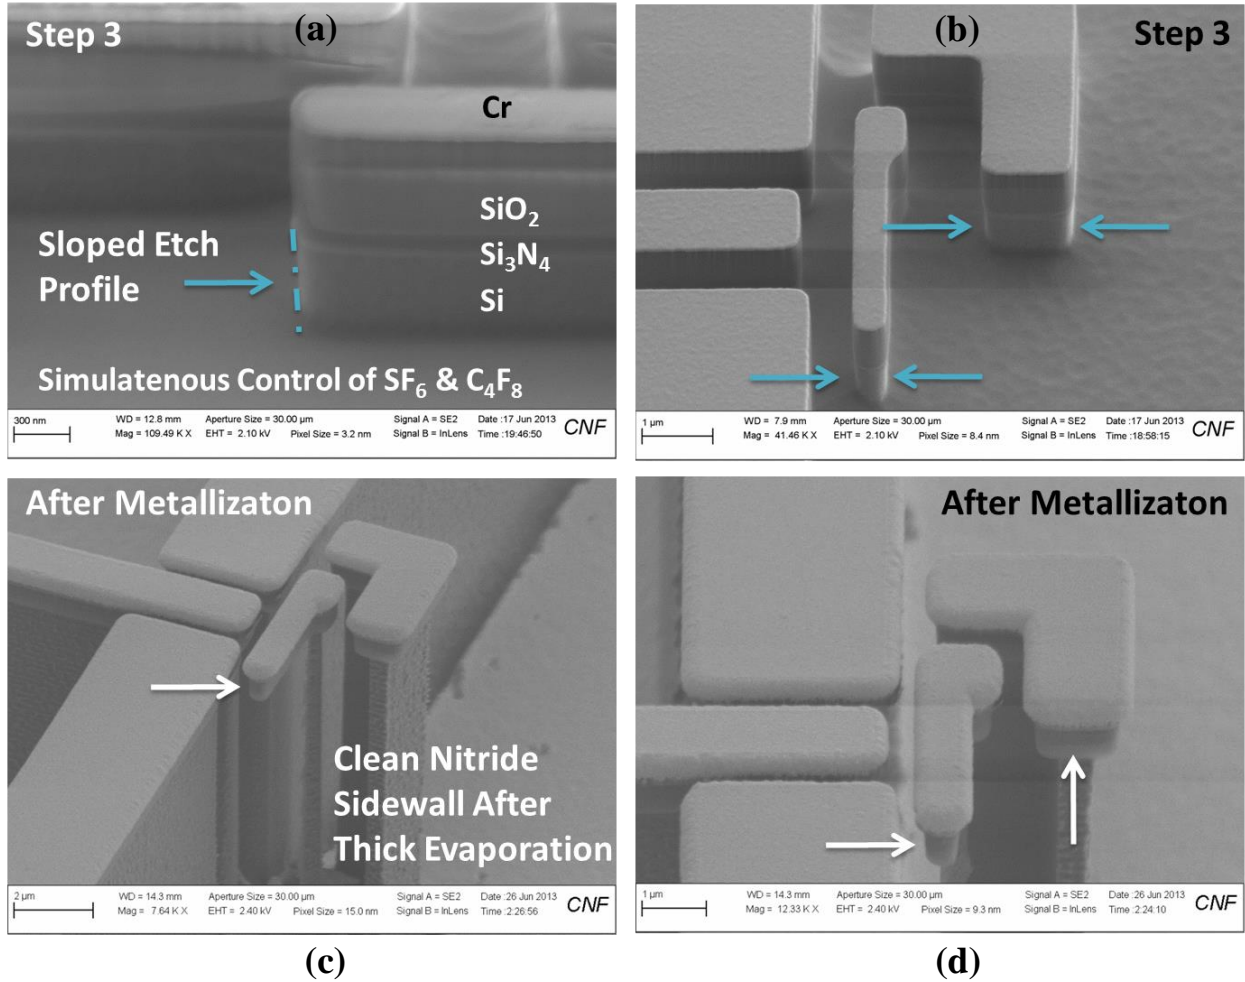 Step 3
(a)
Cr
SiO2
Si3N4
Si
Sloped Etch
Profile
Simulatenous Control of SF6 & C4F8
300 nm
WD = 12.8 mm Aperture Size = 30.00 µm Signal A = SE2 Date :17 Jun 2013
Mag = 109.49 K X EHT = 2.10 kV Pixel Size = 3.2 nm Signal B = InLens Time :19:46:50
CNF
(b)
Step 3
1 µm
WD = 7.9 mm Aperture Size = 30.00 µm Signal A = SE2 Date :17 Jun 2013
Mag = 41.46 K X EHT = 2.10 kV Pixel Size = 8.4 nm Signal B = InLens Time :18:58:15
CNF
After Metallizaton
Clean Nitride
Sidewall After
Thick Evaporation
2 µm
WD = 14.3 mm Aperture Size = 30.00 µm Signal A = SE2 Date :26 Jun 2013
Mag = 7.64 K X EHT = 2.40 kV Pixel Size = 15.0 nm Signal B = InLens Time :2:26:56
CNF
(c)
After Metallizaton
1 µm
WD = 14.3 mm Aperture Size = 30.00 µm Signal A = SE2 Date :26 Jun 2013
Mag = 12.33 K X EHT = 2.40 kV Pixel Size = 9.3 nm Signal B = InLens Time :2:24:10
CNF
(d)